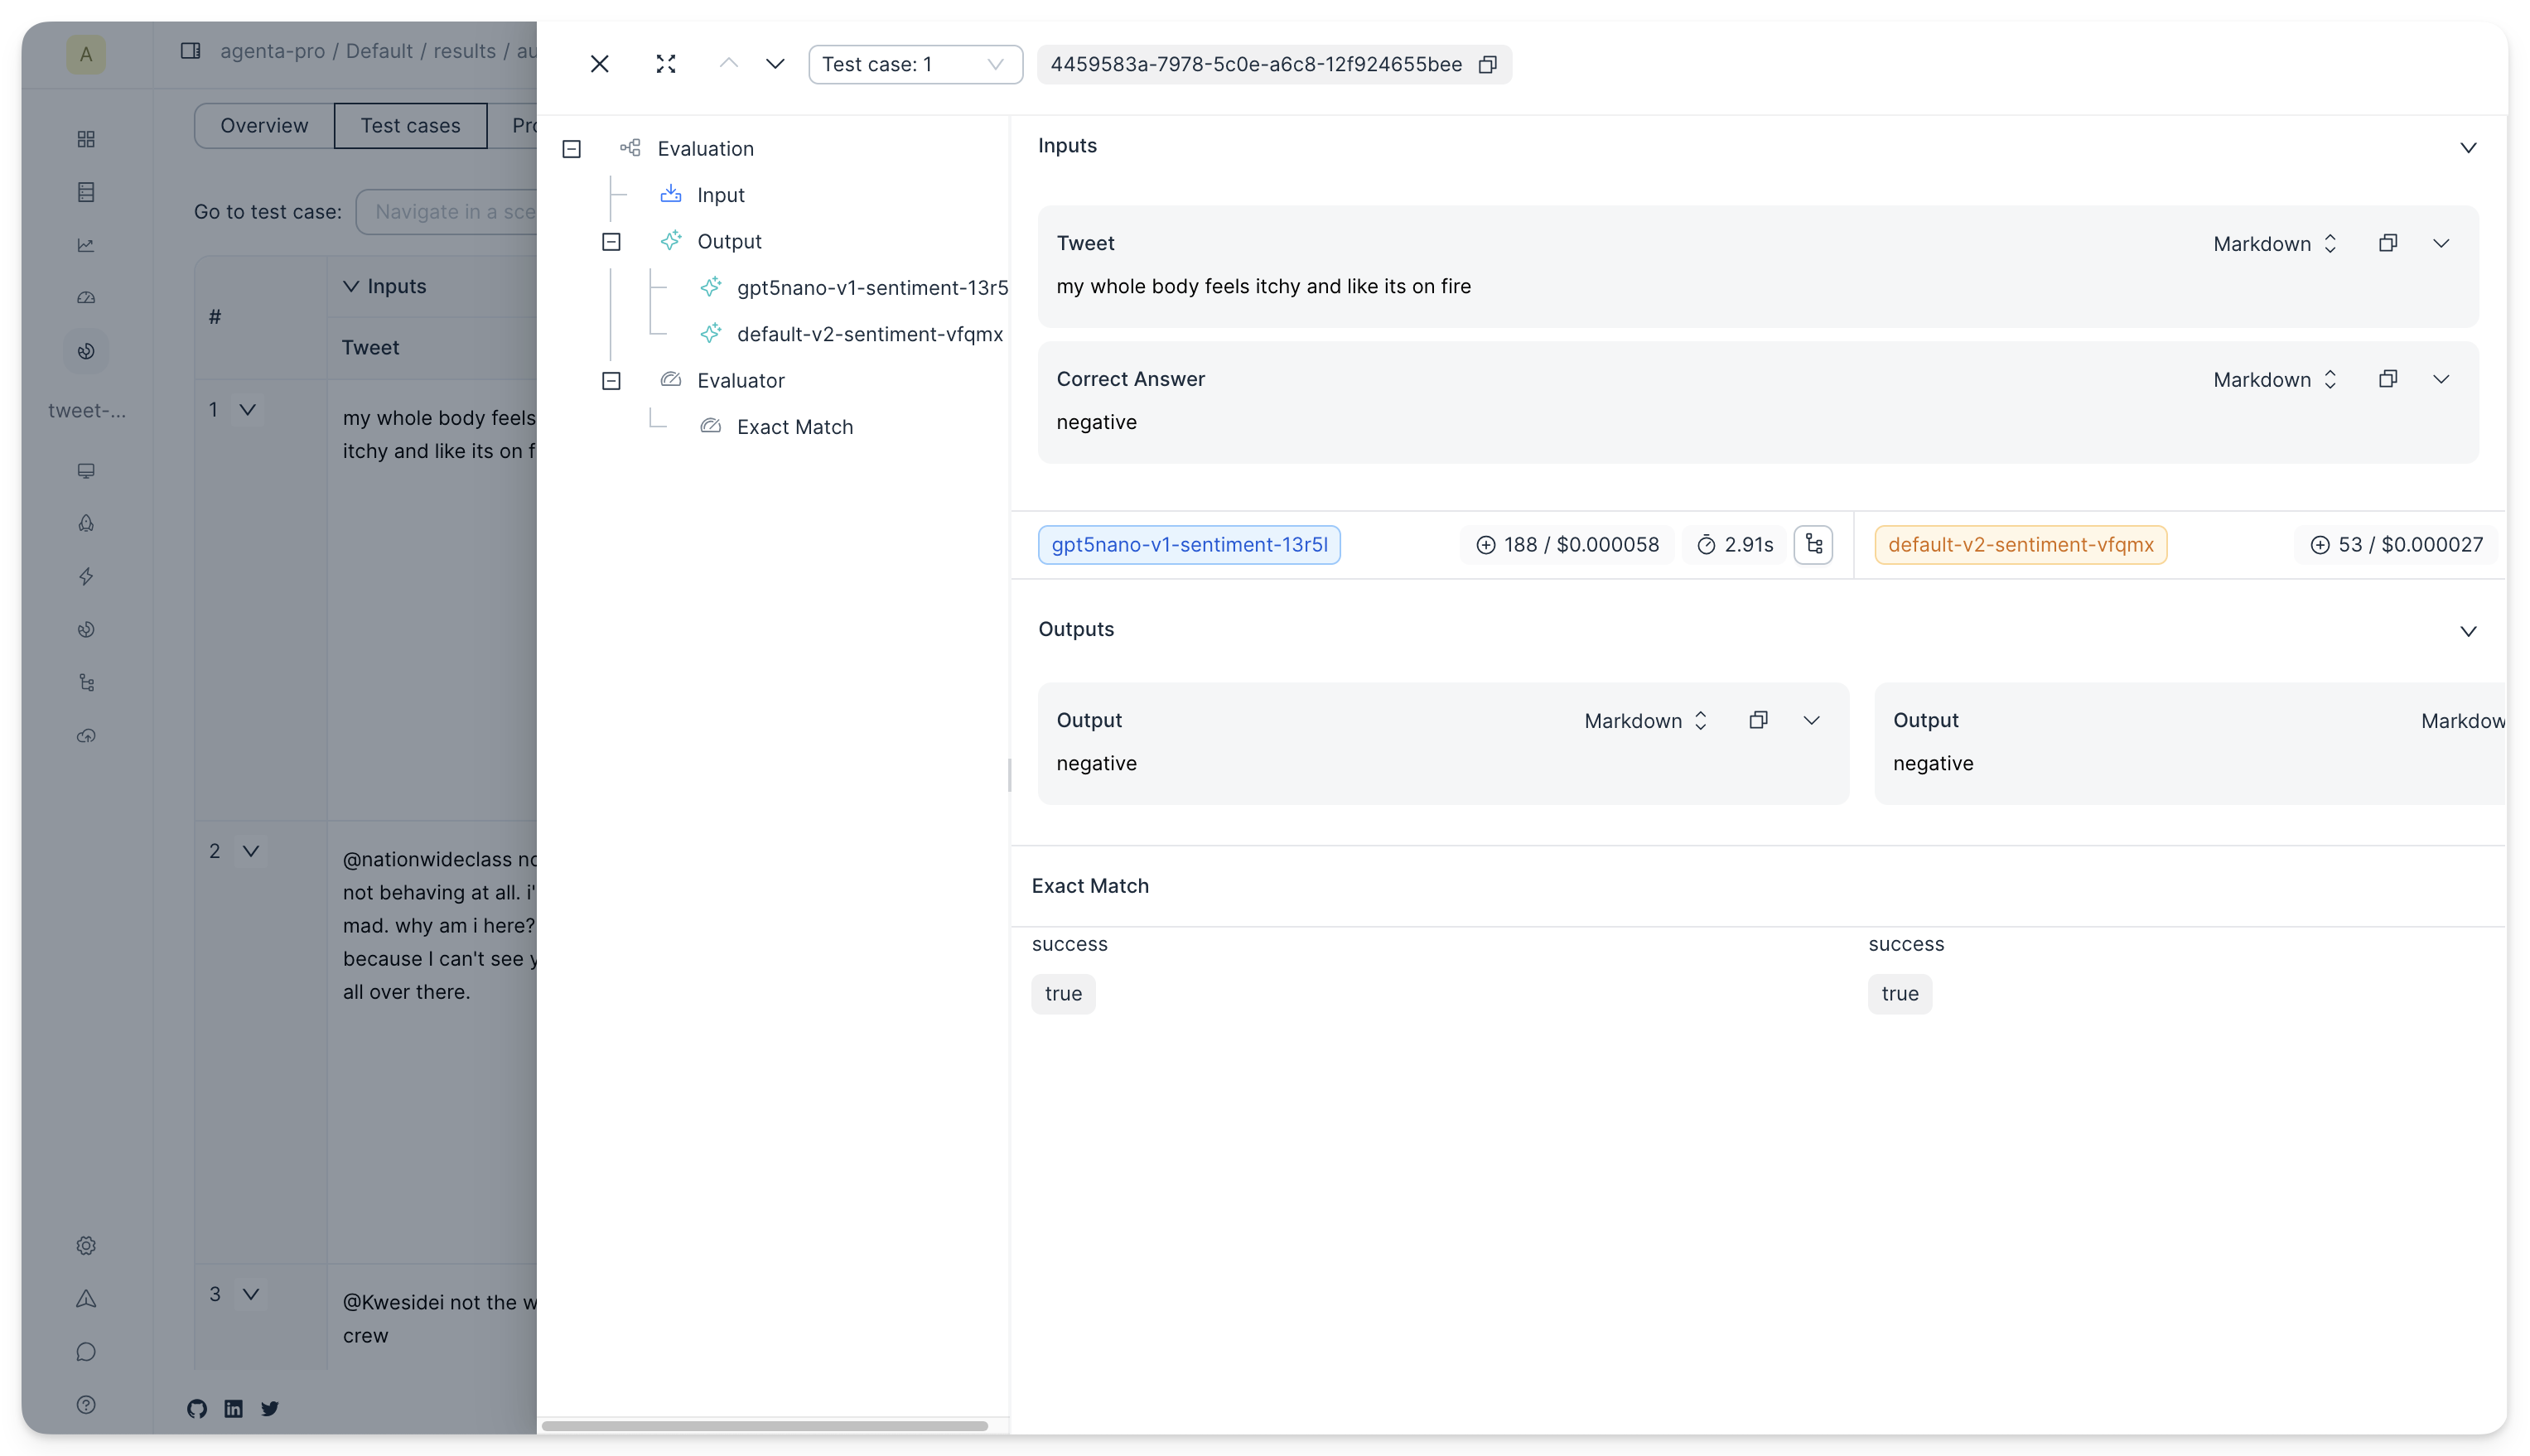 A
agenta-pro / Default / results / au
Overview
Test cases
Pro
Go to test case:
Navigate in a sce
#
Inputs
Tweet
1
my whole body feels
itchy and like its on f
2
@nationwideclass no
not behaving at all. i'
mad. why am i here?
because I can't see y
all over there.
3
@Kwesidei not the w
crew
tweet-...
Test case: 1
4459583a-7978-5c0e-a6c8-12f924655bee
Evaluation
Input
Output
gpt5nano-v1-sentiment-13r5
default-v2-sentiment-vfqmx
Evaluator
Exact Match
Inputs
Tweet
Markdown
my whole body feels itchy and like its on fire
Correct Answer
Markdown
negative
gpt5nano-v1-sentiment-13r5l
188 / $0.000058
2.91s
default-v2-sentiment-vfqmx
53 / $0.000027
Outputs
Output
Markdown
negative
Output
Markdow
negative
Exact Match
success
success
true
true